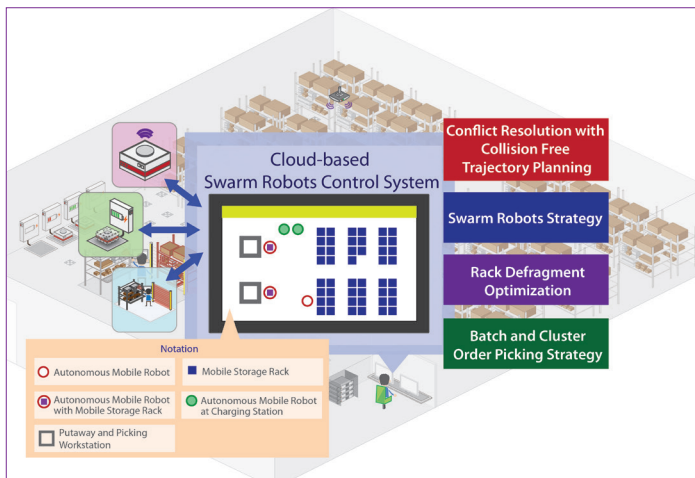 Cloud-based
Swarm Robots Control System
Conflict Resolution with
Collision Free
Trajectory Planning
Swarm Robots Strategy
Rack Defragment
Optimization
Batch and Cluster
Order Picking Strategy
Notation
Autonomous Mobile Robot
Mobile Storage Rack
Autonomous Mobile Robot
with Mobile Storage Rack
Autonomous Mobile Robot
at Charging Station
Putaway and Picking
Workstation